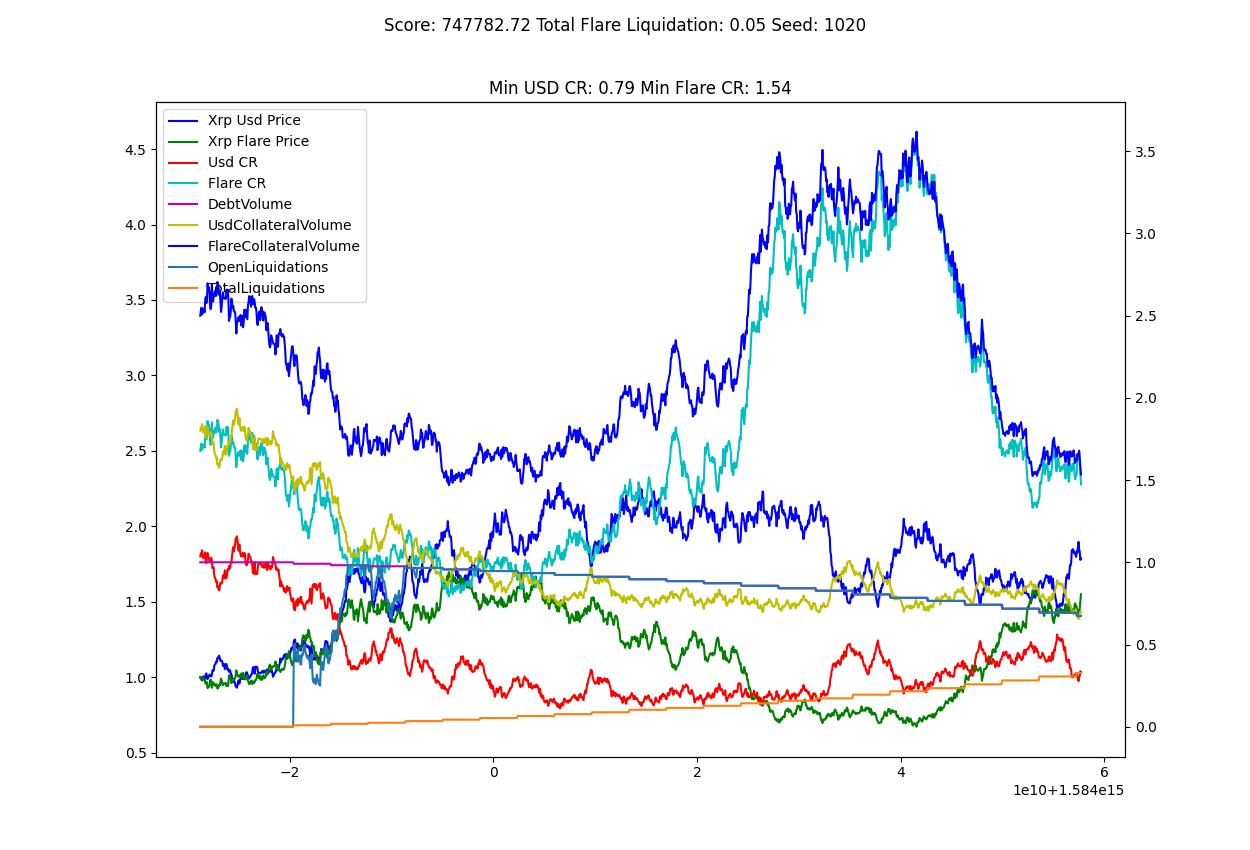 Score: 747782.72 Total Flare Liquidation: 0.05 Seed: 1020
Min USD CR: 0.79 Min Flare CR: 1.54
Xrp Usd Price
Xrp Flare Price
Usd CR
Flare CR
DebtVolume
UsdCollateralVolume
FlareCollateralVolume
OpenLiquidations
TotalLiquidations
4.5
4.0
3.5
3.0
2.5
2.0
1.5
1.0
0.5
3.5
3.0
2.5
2.0
1.5
1.0
0.5
0.0
−2 0 2 4 6
1e10+1.584e15